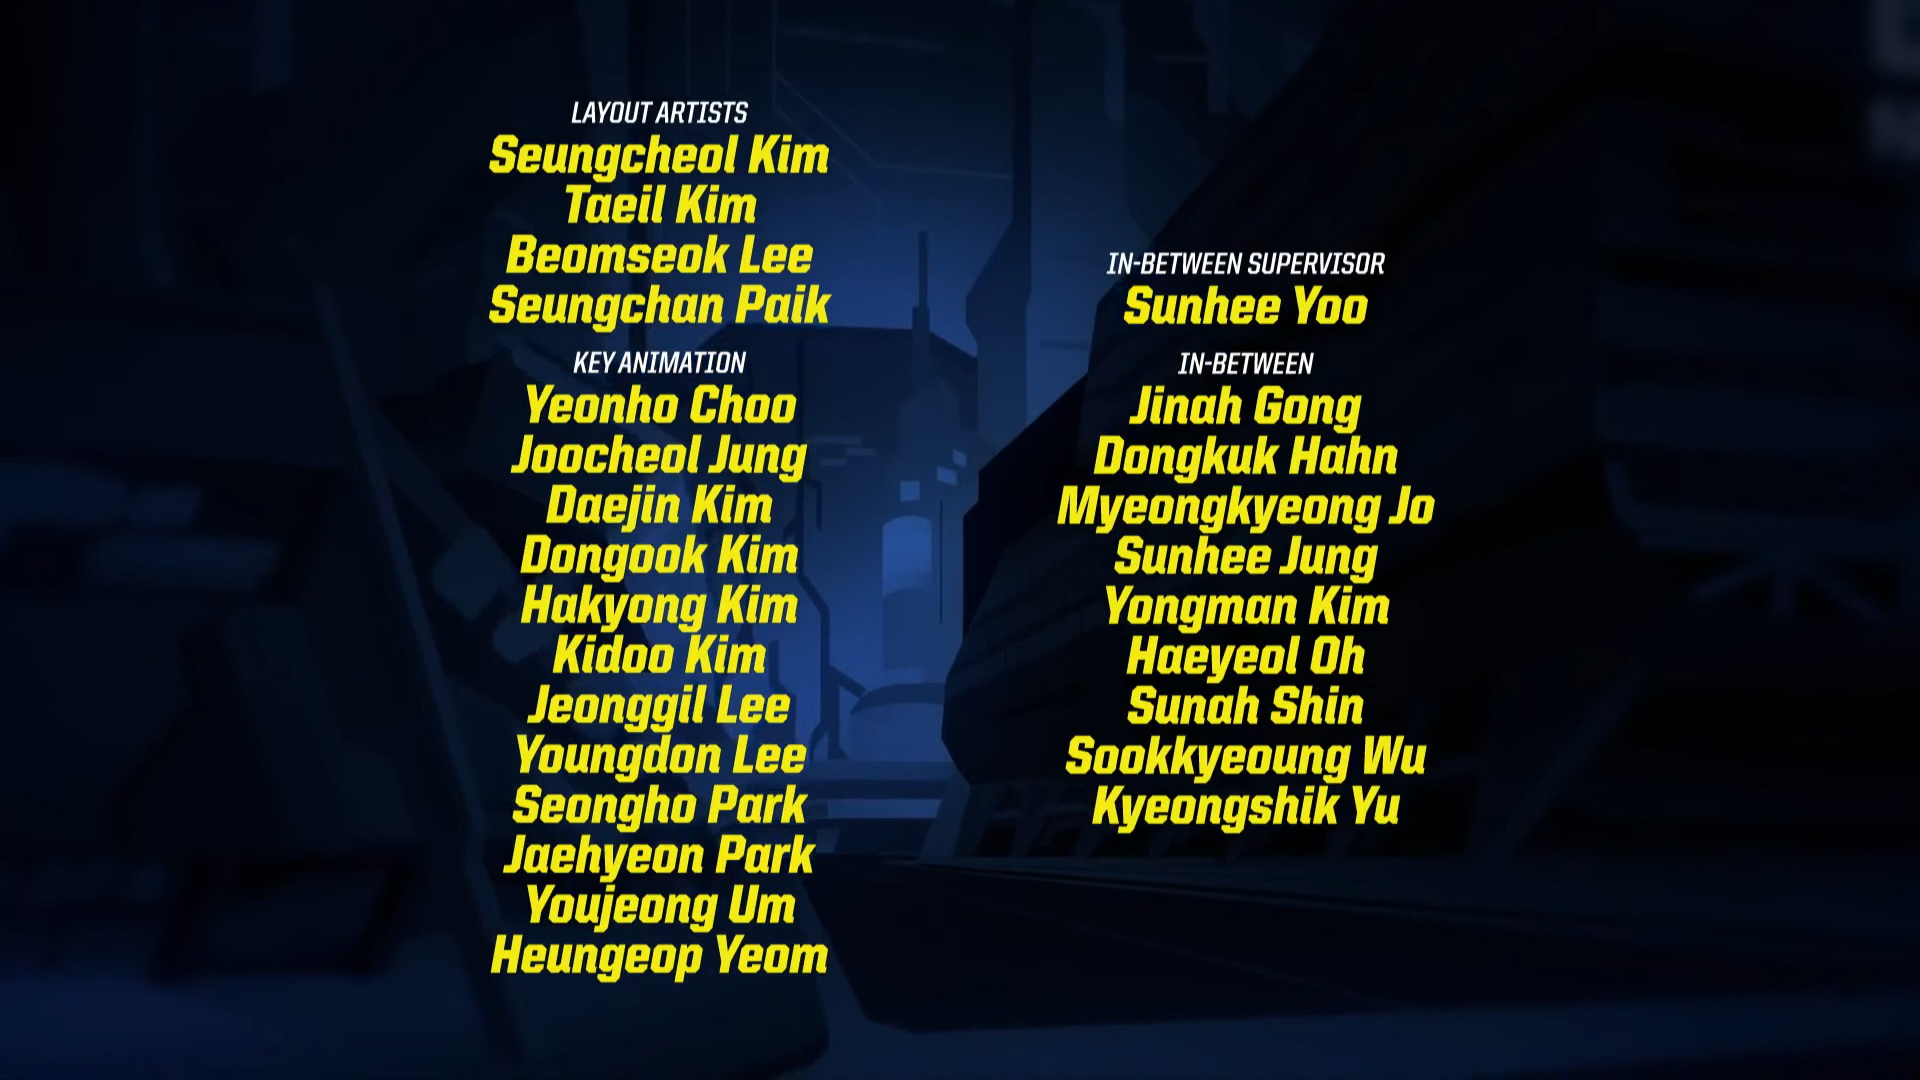 LAYOUT ARTISTS
Seungcheol Kim
Taeil Kim
Beomseok Lee
Seungchan Paik
KEY ANIMATION
Yeonho Choo
Joocheol Jung
Daejin Kim
Dongook Kim
Hakyong Kim
Kidoo Kim
Jeonggil Lee
Youngdon Lee
Seongho Park
Jaehyeon Park
Youjeong Um
Heungeop Yeom
IN-BETWEEN SUPERVISOR
Sunhee Yoo
IN-BETWEEN
Jinah Gong
Dongkuk Hahn
Myeongkyeong Jo
Sunhee Jung
Yongman Kim
Haeyeol Oh
Sunah Shin
Sookkyeoung Wu
Kyeongshik Yu